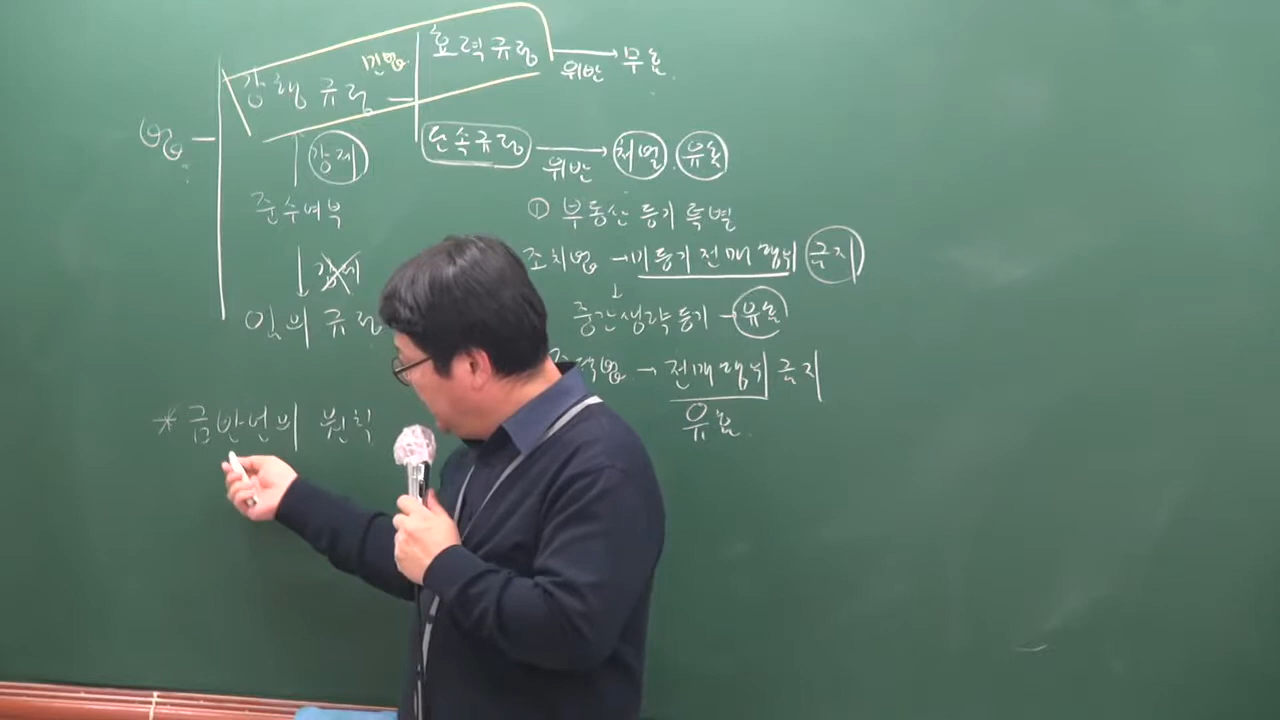 법
강행규정
민법
효력규정 → 위반 무효.
단속규정 → 위반 처벌. 유효
강제
준수여부
강제
임의규정
① 부동산 등기 특별
조치법 → 미등기전매행위 금지
↓
중간생략등기 → 유효
→ 전매행위 금지
유효.
* 금반언의 원칙